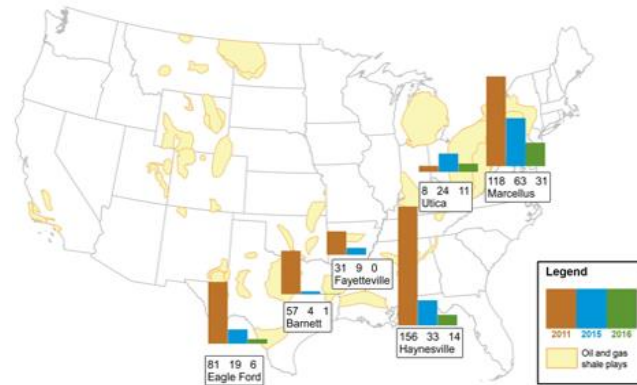 8 24 11
Utica
118 63 31
Marcellus
31 9 0
Fayetteville
57 4 1
Barnett
156 33 14
Haynesville
81 19 6
Eagle Ford
Legend
2011 2015 2016
Oil and gas
shale plays